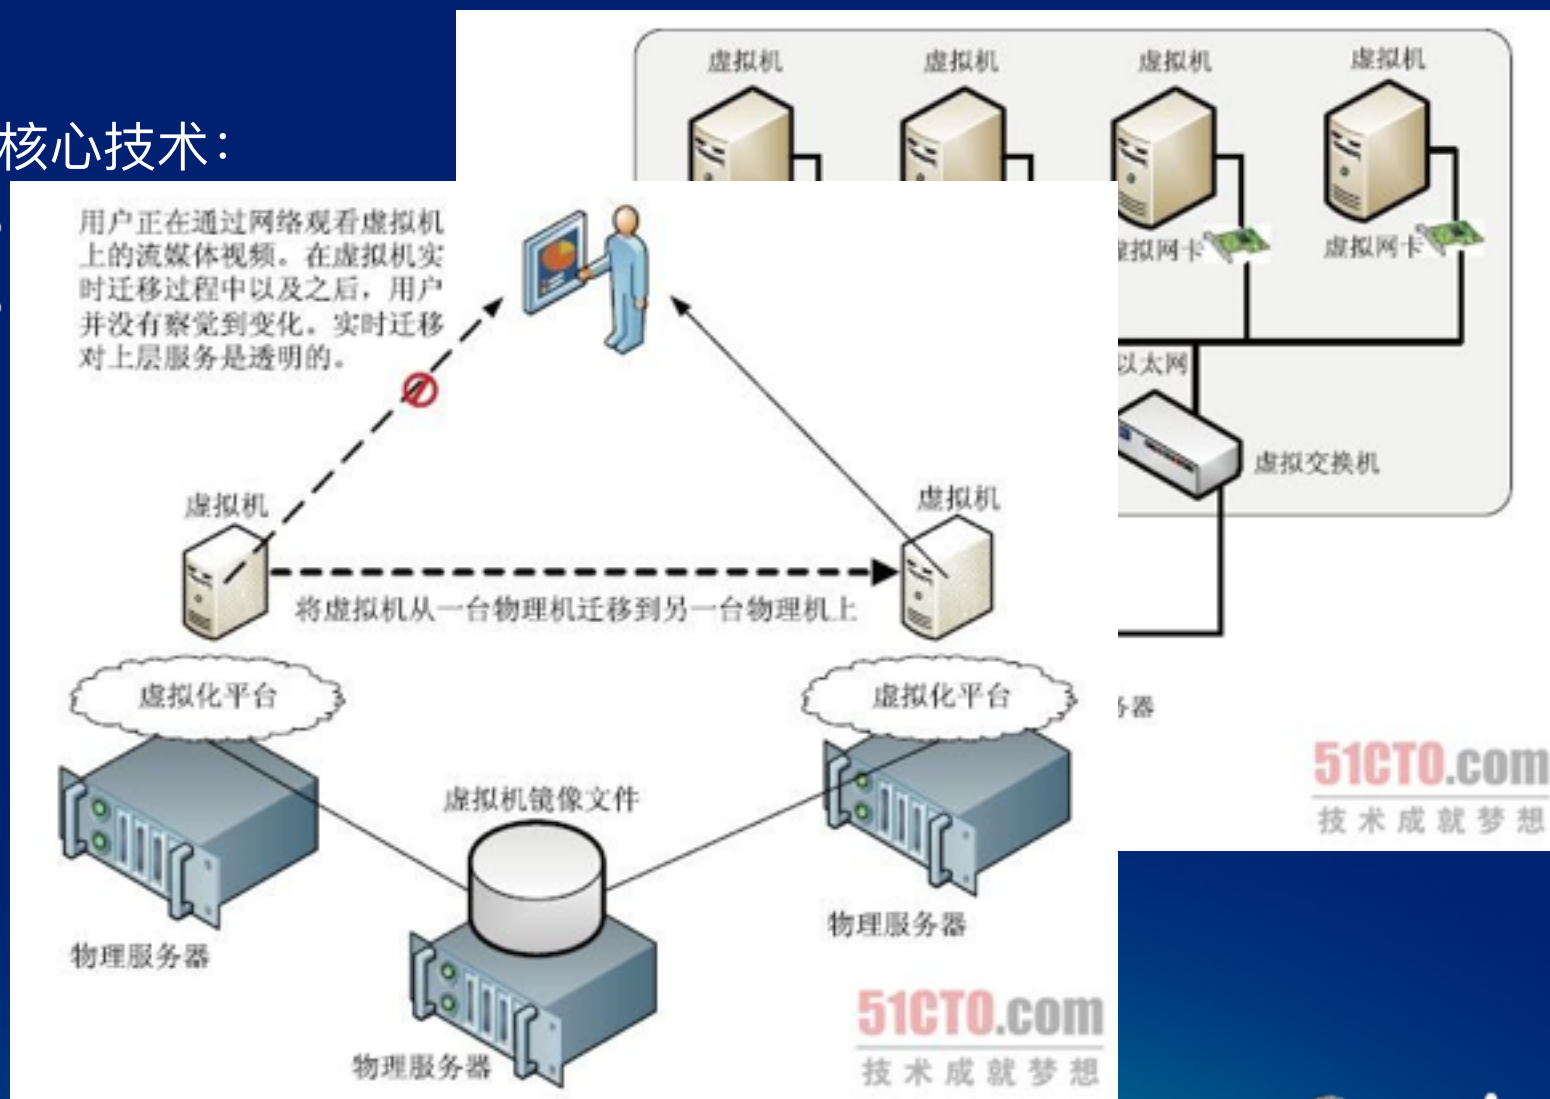 核心技术：
虚拟机
虚拟机
虚拟机
虚拟机
拟网卡
虚拟网卡
以太网
虚拟交换机
器
51CTO.com
技术成就梦想
用户正在通过网络观看虚拟机
上的流媒体视频。在虚拟机实
时迁移过程中以及之后，用户
并没有察觉到变化。实时迁移
对上层服务是透明的。
虚拟机
虚拟机
将虚拟机从一台物理机迁移到另一台物理机上
虚拟化平台
虚拟化平台
虚拟机镜像文件
物理服务器
物理服务器
物理服务器
51CTO.com
技术成就梦想